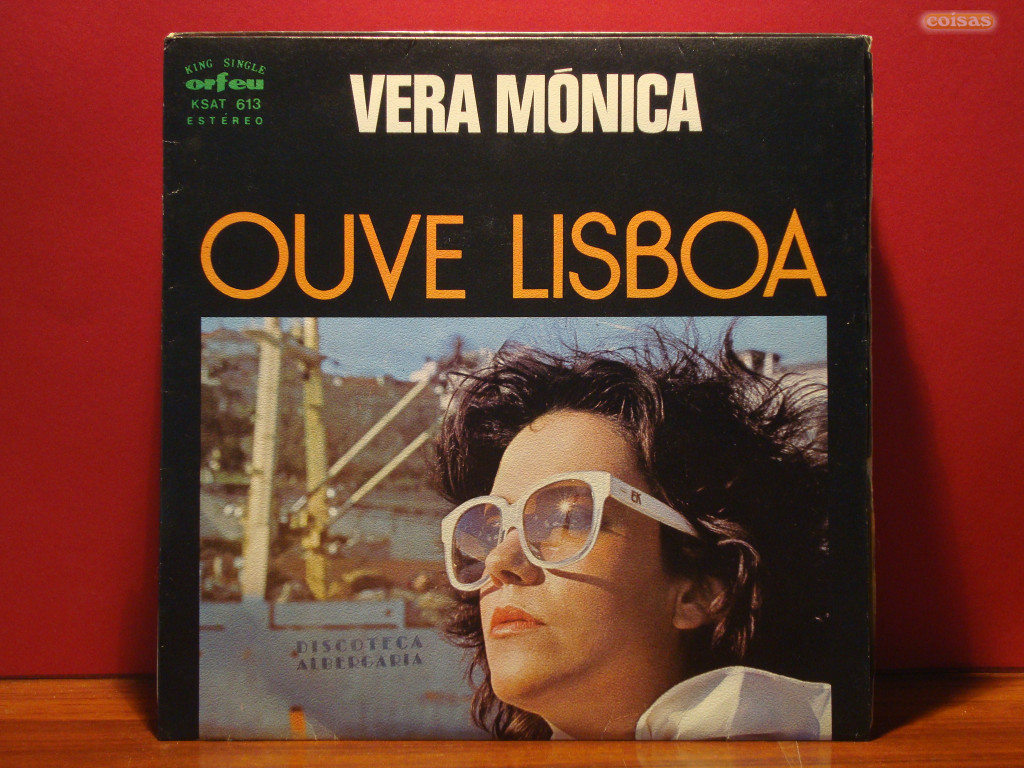 coisas
KING SINGLE
orfeu
KSAT 613
ESTÉREO
VERA MÓNICA
OUVE LISBOA
EK
DISCOTECA
ALBERGARIA